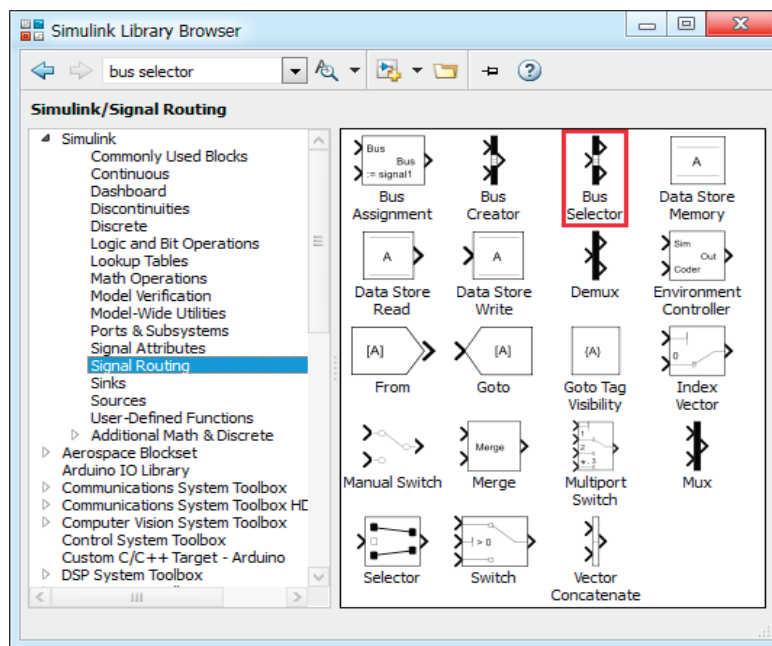 Simulink Library Browser
bus selector
Simulink/Signal Routing
Simulink
Commonly Used Blocks
Continuous
Dashboard
Discontinuities
Discrete
Logic and Bit Operations
Lookup Tables
Math Operations
Model Verification
Model-Wide Utilities
Ports & Subsystems
Signal Attributes
Signal Routing
Sinks
Sources
User-Defined Functions
Additional Math & Discrete
Aerospace Blockset
Arduino IO Library
Communications System Toolbox
Communications System Toolbox HD
Computer Vision System Toolbox
Control System Toolbox
Custom C/C++ Target - Arduino
DSP System Toolbox
Bus
Bus
:= signal1
Bus
Assignment
Bus
Creator
Bus
Selector
A
Data Store
Memory
A
Data Store
Read
A
Data Store
Write
Demux
Sim
Out
Coder
Environment
Controller
[A]
From
[A]
Goto
{A}
Goto Tag
Visibility
0
Index
Vector
Manual Switch
Merge
Merge
1
2
*, 3
Multiport
Switch
Mux
Selector
> 0
Switch
Vector
Concatenate